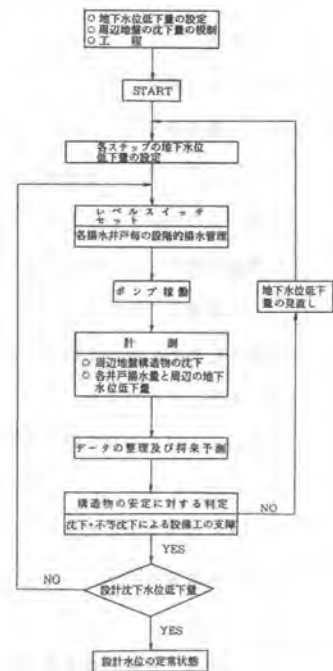 ○ 地下水位低下量の設定
○ 周辺地盤の沈下量の規制
○ 工 程
START
各ステップの地下水位
低下量の設定
レベルスイッチ
セット
各揚水井戸毎の段階的揚水管理
ポンプ稼働
地下水位低下
量の見直し
計 測
○ 周辺地盤構造物の沈下
○ 各井戸揚水量と周辺の地下
水位低下量
データの整理及び将来予測
構造物の安定に対する判定
沈下・不等沈下による設備工の支障
NO
YES
NO
設計沈下水位低下量
YES
設計水位の定常状態